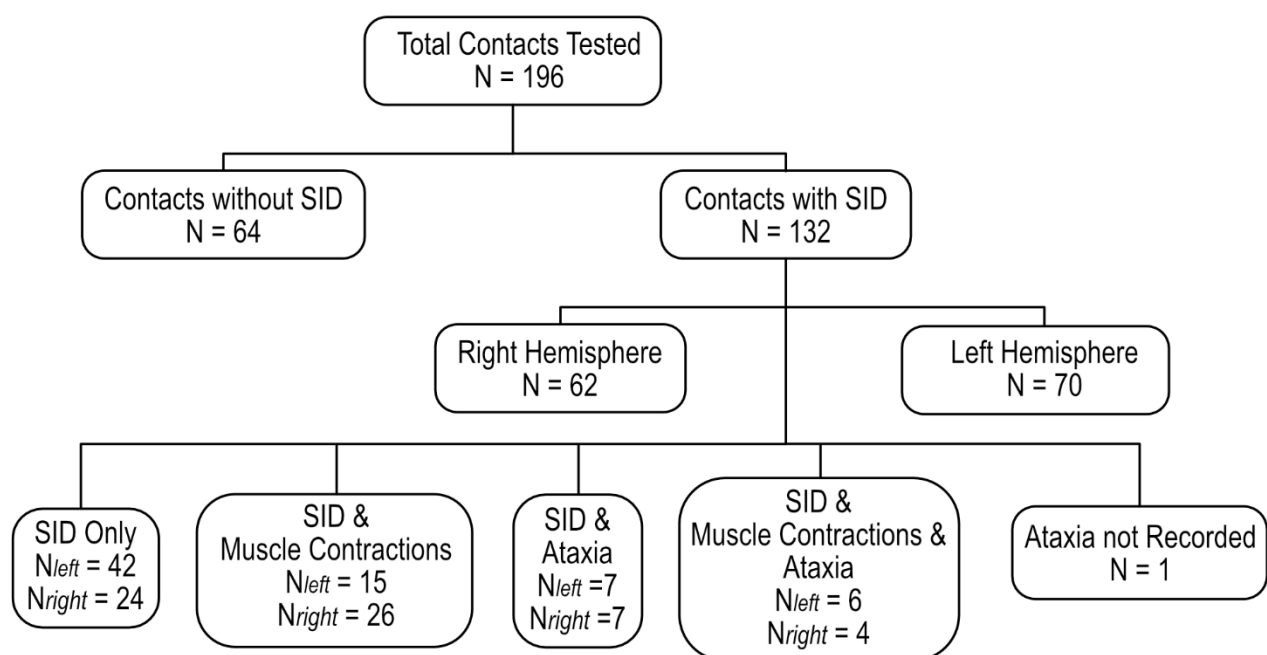 Total Contacts Tested
N = 196
Contacts without SID
N = 64
Contacts with SID
N = 132
Right Hemisphere
N = 62
Left Hemisphere
N = 70
SID Only
Nleft = 42
Nright = 24
SID &
Muscle Contractions
Nleft = 15
Nright = 26
SID &
Ataxia
Nleft =7
Nright =7
SID &
Muscle Contractions &
Ataxia
Nleft = 6
Nright = 4
Ataxia not Recorded
N = 1